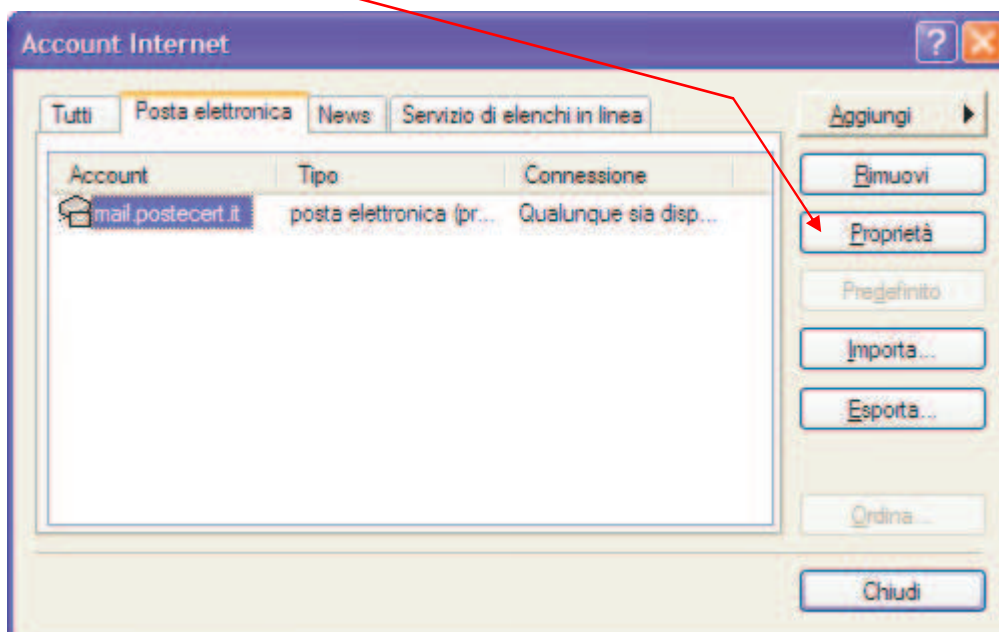 Account Internet
Tutti Posta elettronica News Servizio di elenchi in linea
Account Tipo Connessione
mail.postecert.it posta elettronica (pr... Qualunque sia disp...
Aggiungi
Rimuovi
Proprietà
Predefinito
Importa...
Esporta...
Ordina...
Chiudi